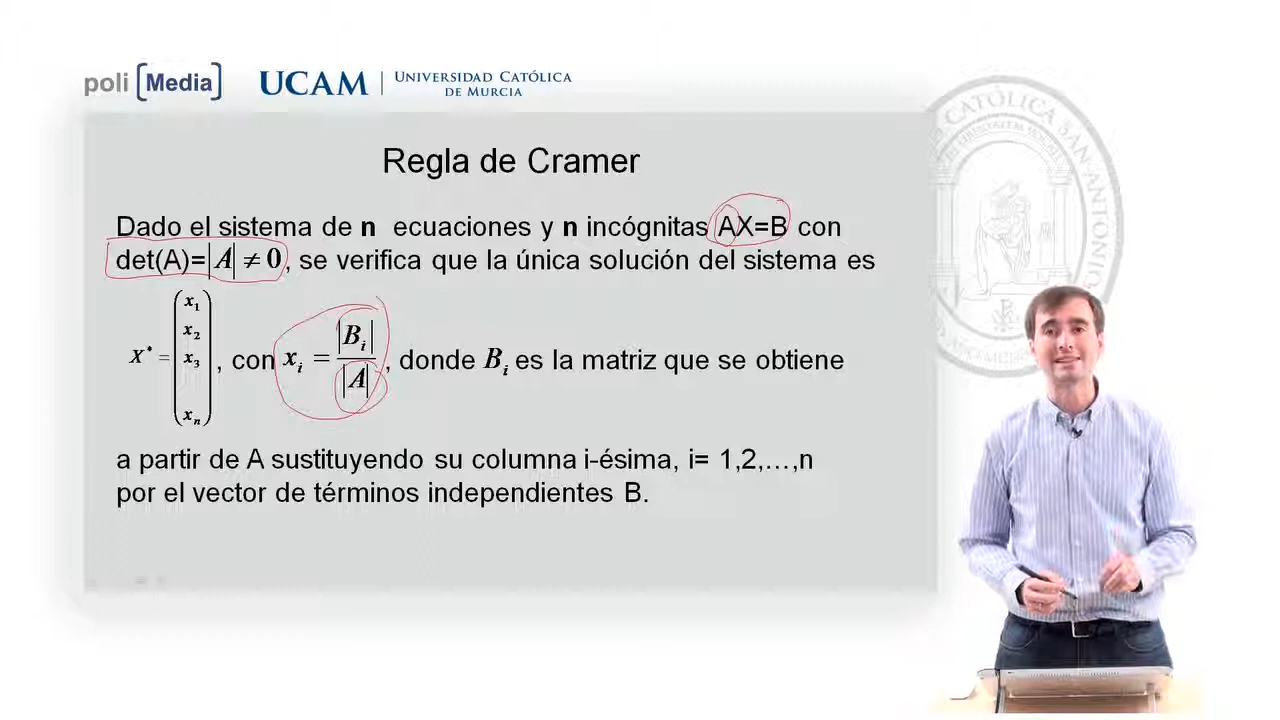 poli [Media] UCAM | UNIVERSIDAD CATÓLICA
DE MURCIA
CATÓLICA SAN ANTONIO
Regla de Cramer
Dado el sistema de n ecuaciones y n incógnitas AX=B con
det(A)=|A| ≠ 0, se verifica que la única solución del sistema es
x₁
x₂
X* = x₃ , con xᵢ = |Bᵢ| / |A| , donde Bᵢ es la matriz que se obtiene
xₙ
a partir de A sustituyendo su columna i-ésima, i= 1,2,…,n
por el vector de términos independientes B.